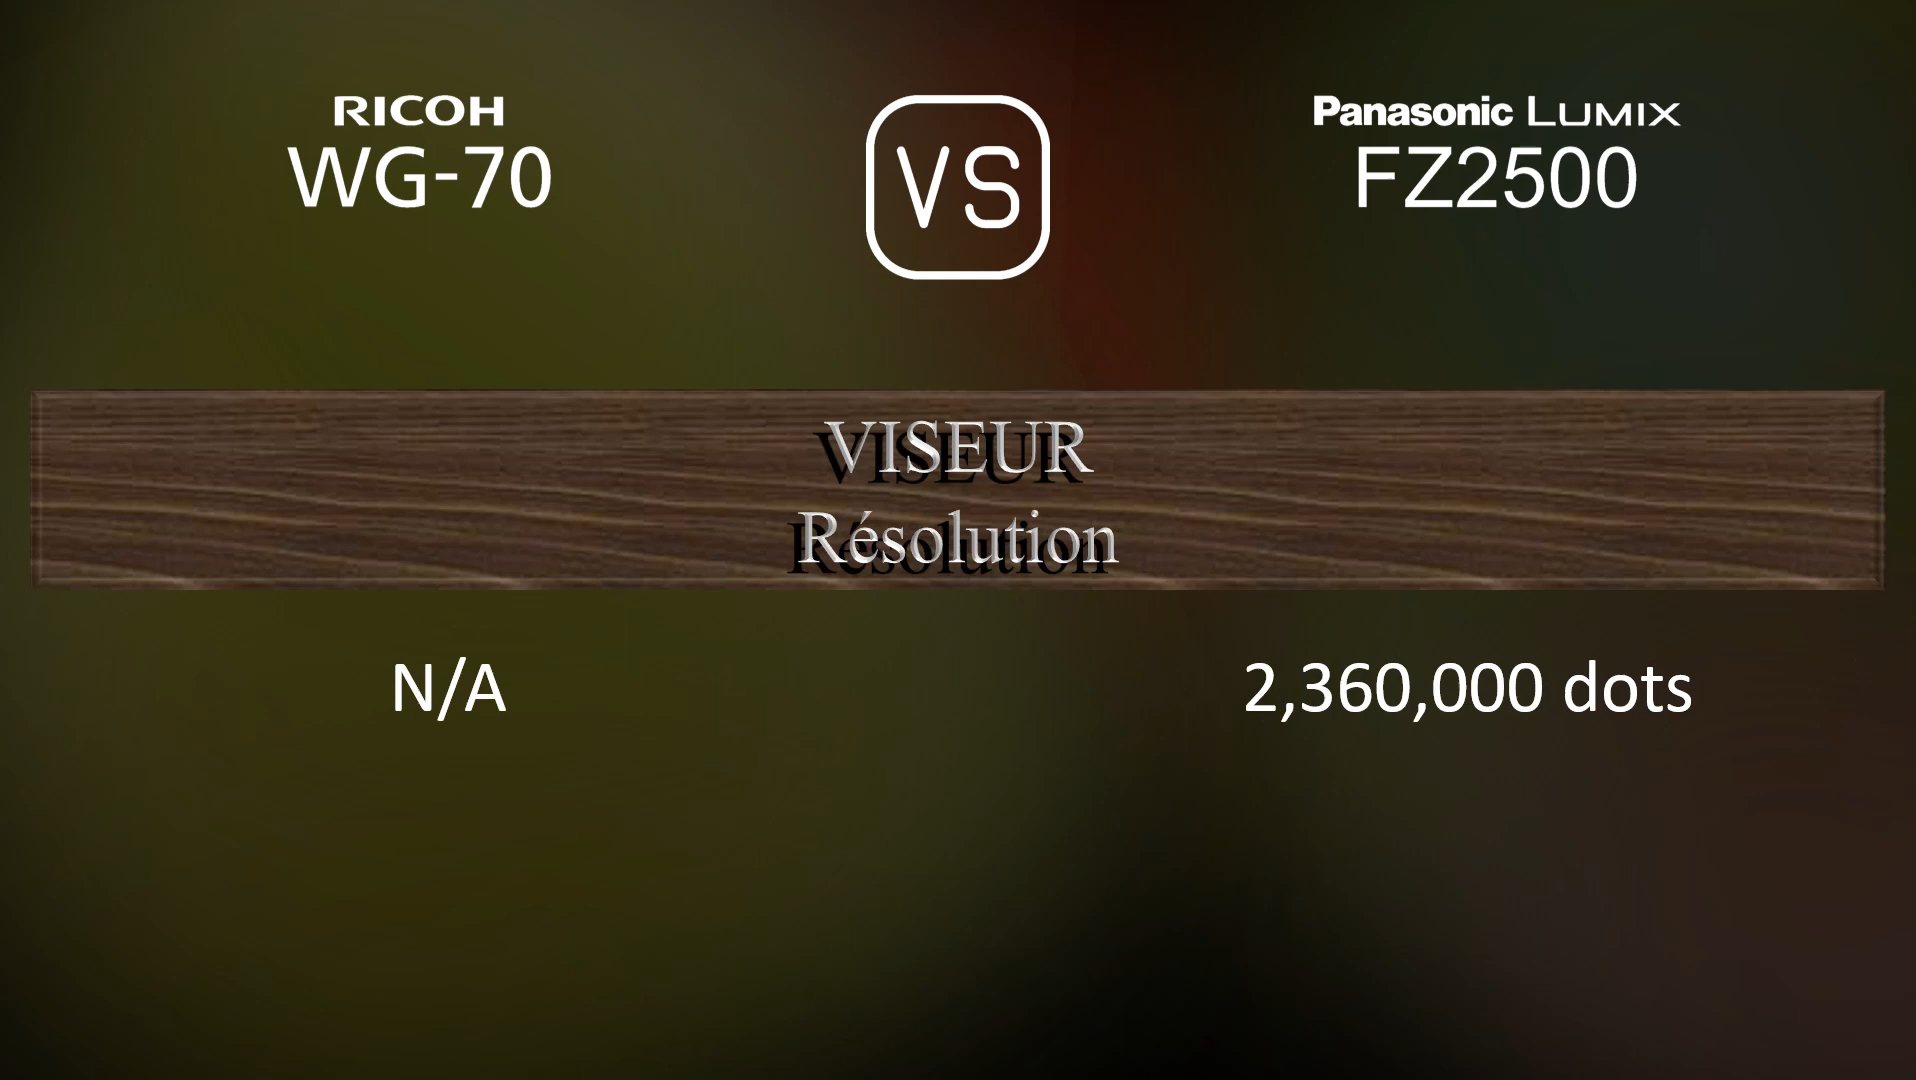 RICOH
WG-70
VS
Panasonic LUMIX
FZ2500
VISEUR
Résolution
N/A
2,360,000 dots